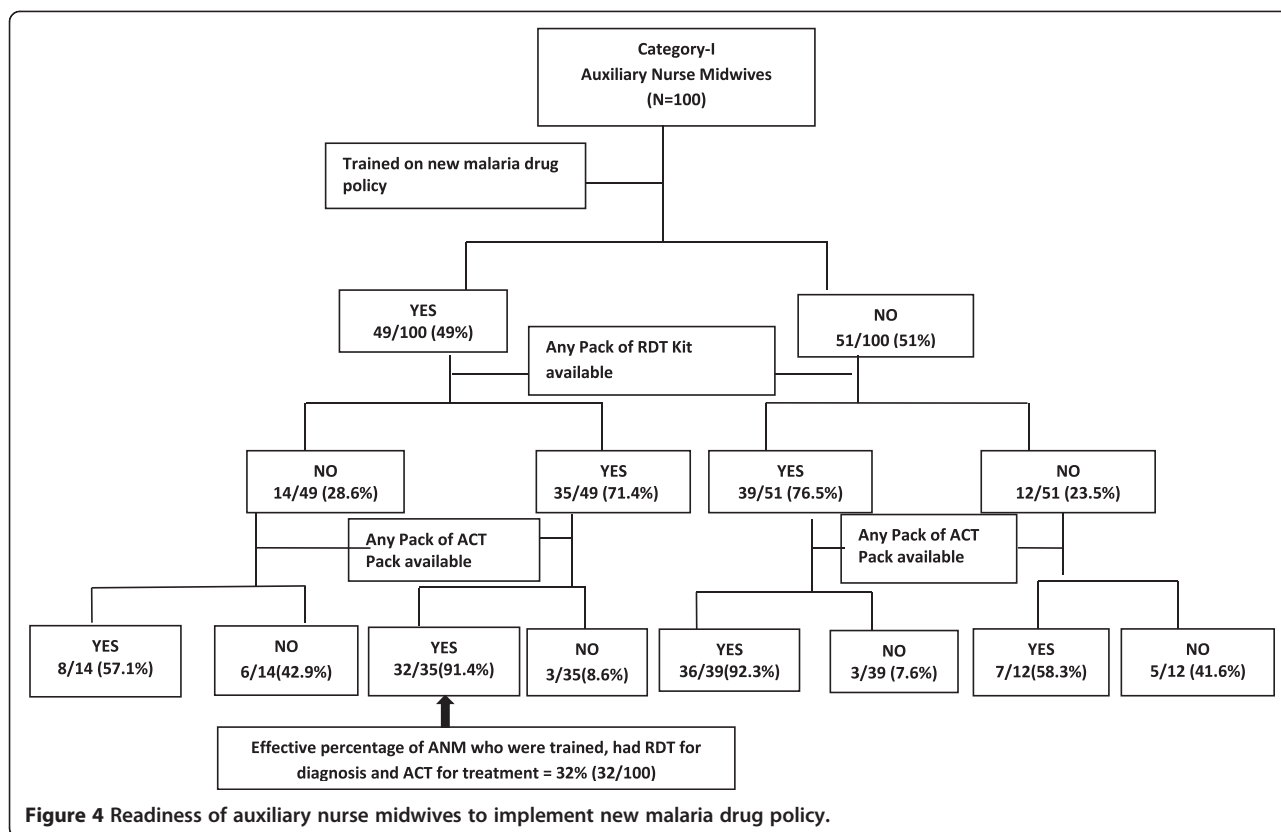 Category-I
Auxiliary Nurse Midwives
(N=100)
Trained on new malaria drug
policy
YES
49/100 (49%)
NO
51/100 (51%)
Any Pack of RDT Kit
available
NO
14/49 (28.6%)
YES
35/49 (71.4%)
YES
39/51 (76.5%)
NO
12/51 (23.5%)
Any Pack of ACT
Pack available
Any Pack of ACT
Pack available
YES
8/14 (57.1%)
NO
6/14(42.9%)
YES
32/35(91.4%)
NO
3/35(8.6%)
YES
36/39(92.3%)
NO
3/39 (7.6%)
YES
7/12(58.3%)
NO
5/12 (41.6%)
Effective percentage of ANM who were trained, had RDT for
diagnosis and ACT for treatment = 32% (32/100)
Figure 4 Readiness of auxiliary nurse midwives to implement new malaria drug policy.